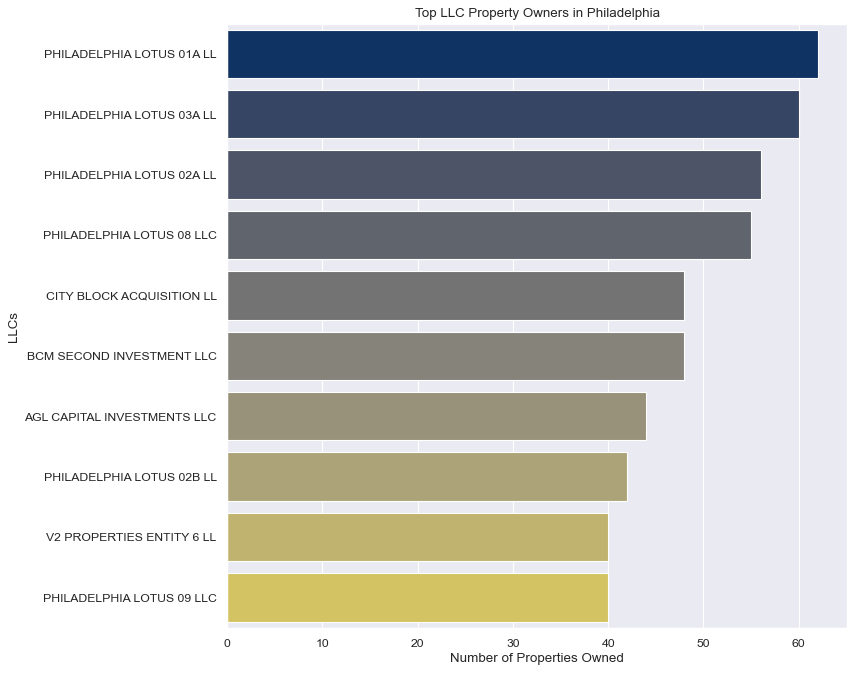 Top LLC Property Owners in Philadelphia
PHILADELPHIA LOTUS 01A LL
PHILADELPHIA LOTUS 03A LL
PHILADELPHIA LOTUS 02A LL
PHILADELPHIA LOTUS 08 LLC
CITY BLOCK ACQUISITION LL
BCM SECOND INVESTMENT LLC
AGL CAPITAL INVESTMENTS LLC
PHILADELPHIA LOTUS 02B LL
V2 PROPERTIES ENTITY 6 LL
PHILADELPHIA LOTUS 09 LLC
LLCs
0 10 20 30 40 50 60
Number of Properties Owned